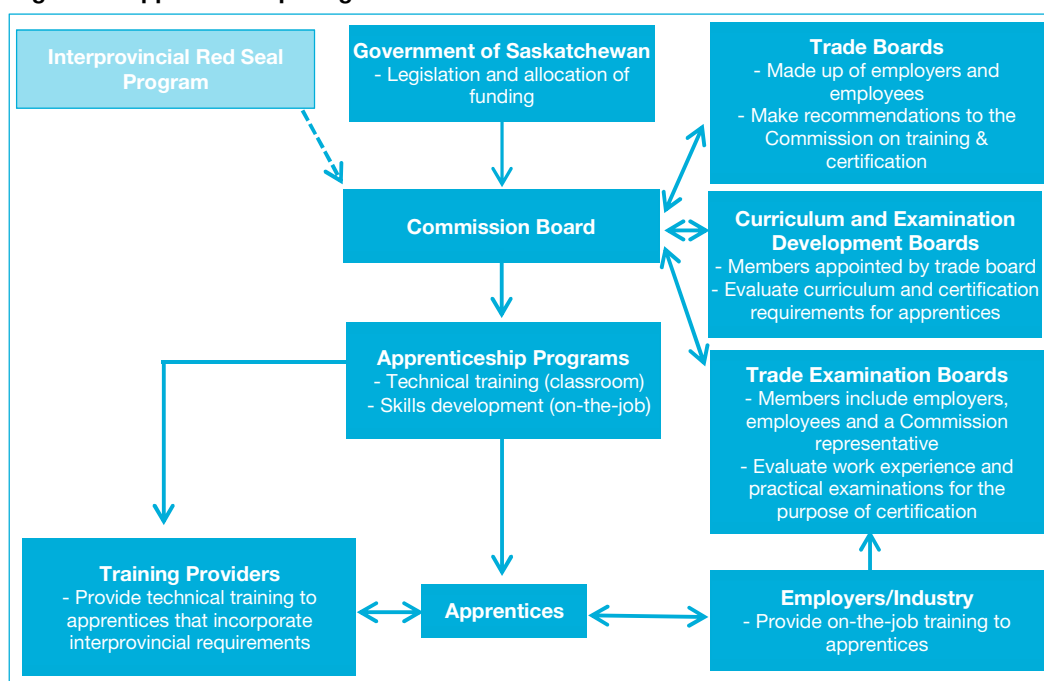 Interprovincial Red Seal
Program
Government of Saskatchewan
- Legislation and allocation of
funding
Trade Boards
- Made up of employers and
employees
- Make recommendations to the
Commission on training &
certification
Commission Board
Curriculum and Examination
Development Boards
- Members appointed by trade board
- Evaluate curriculum and certification
requirements for apprentices
Apprenticeship Programs
- Technical training (classroom)
- Skills development (on-the-job)
Trade Examination Boards
- Members include employers,
employees and a Commission
representative
- Evaluate work experience and
practical examinations for the
purpose of certification
Training Providers
- Provide technical training to
apprentices that incorporate
interprovincial requirements
Apprentices
Employers/Industry
- Provide on-the-job training to
apprentices